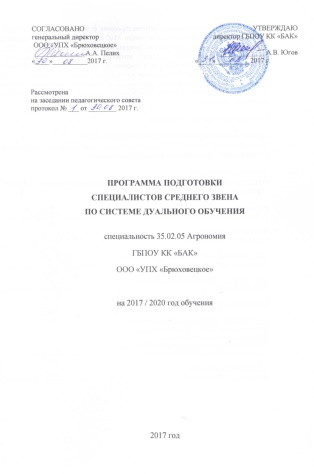 СОГЛАСОВАНО
генеральный директор
ООО «УПХ «Брюховецкое»
А.А. Пелих
«30» 08 2017 г.
УТВЕРЖДАЮ
директор ГБПОУ КК «БАК»
А.В. Югов
2017 г.
Рассмотрена
на заседании педагогического совета
протокол № 1 от 30.08 2017 г.
ПРОГРАММА ПОДГОТОВКИ
СПЕЦИАЛИСТОВ СРЕДНЕГО ЗВЕНА
ПО СИСТЕМЕ ДУАЛЬНОГО ОБУЧЕНИЯ
специальность 35.02.05 Агрономия
ГБПОУ КК «БАК»
ООО «УПХ «Брюховецкое»
на 2017 / 2020 год обучения
2017 год